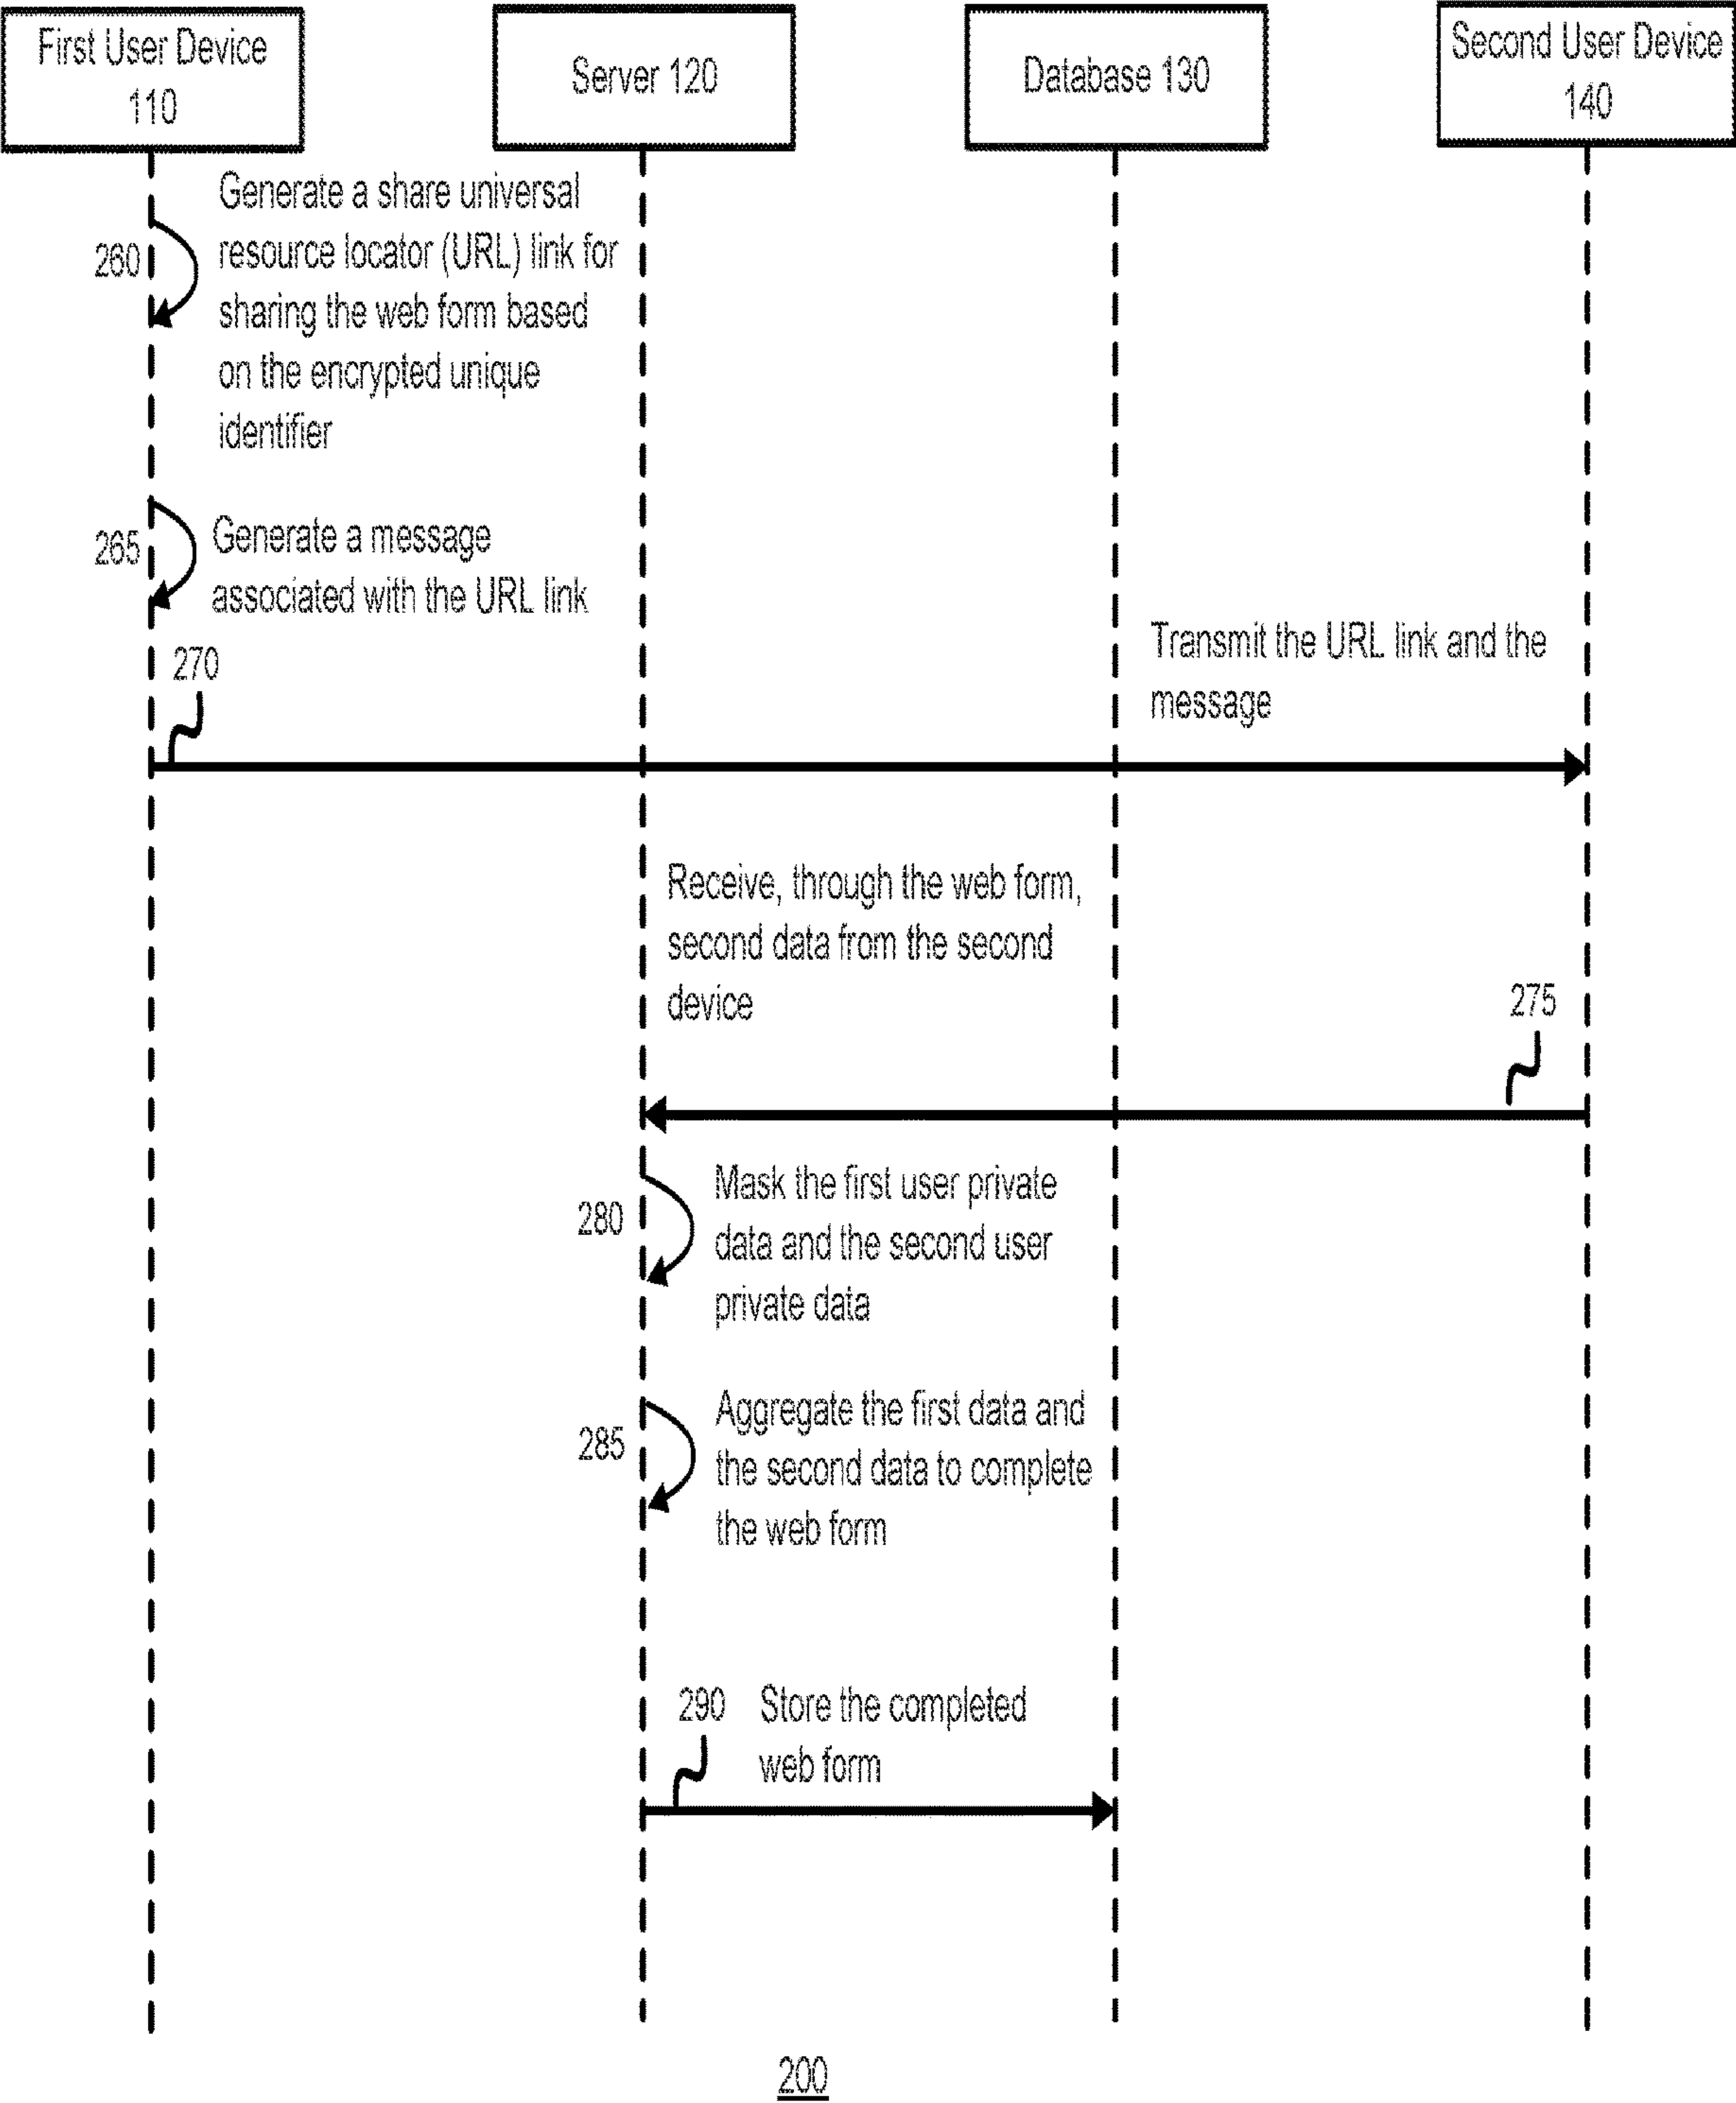 First User Device
110
Server 120
Database 130
Second User Device
140
Generate a share universal
resource locator (URL) link for
sharing the web form based
on the encrypted unique
identifier
260
265
Generate a message
associated with the URL link
270
Transmit the URL link and the
message
Receive, through the web form,
second data from the second
device
275
280
Mask the first user private
data and the second user
private data
285
Aggregate the first data and
the second data to complete
the web form
290
Store the completed
web form
200